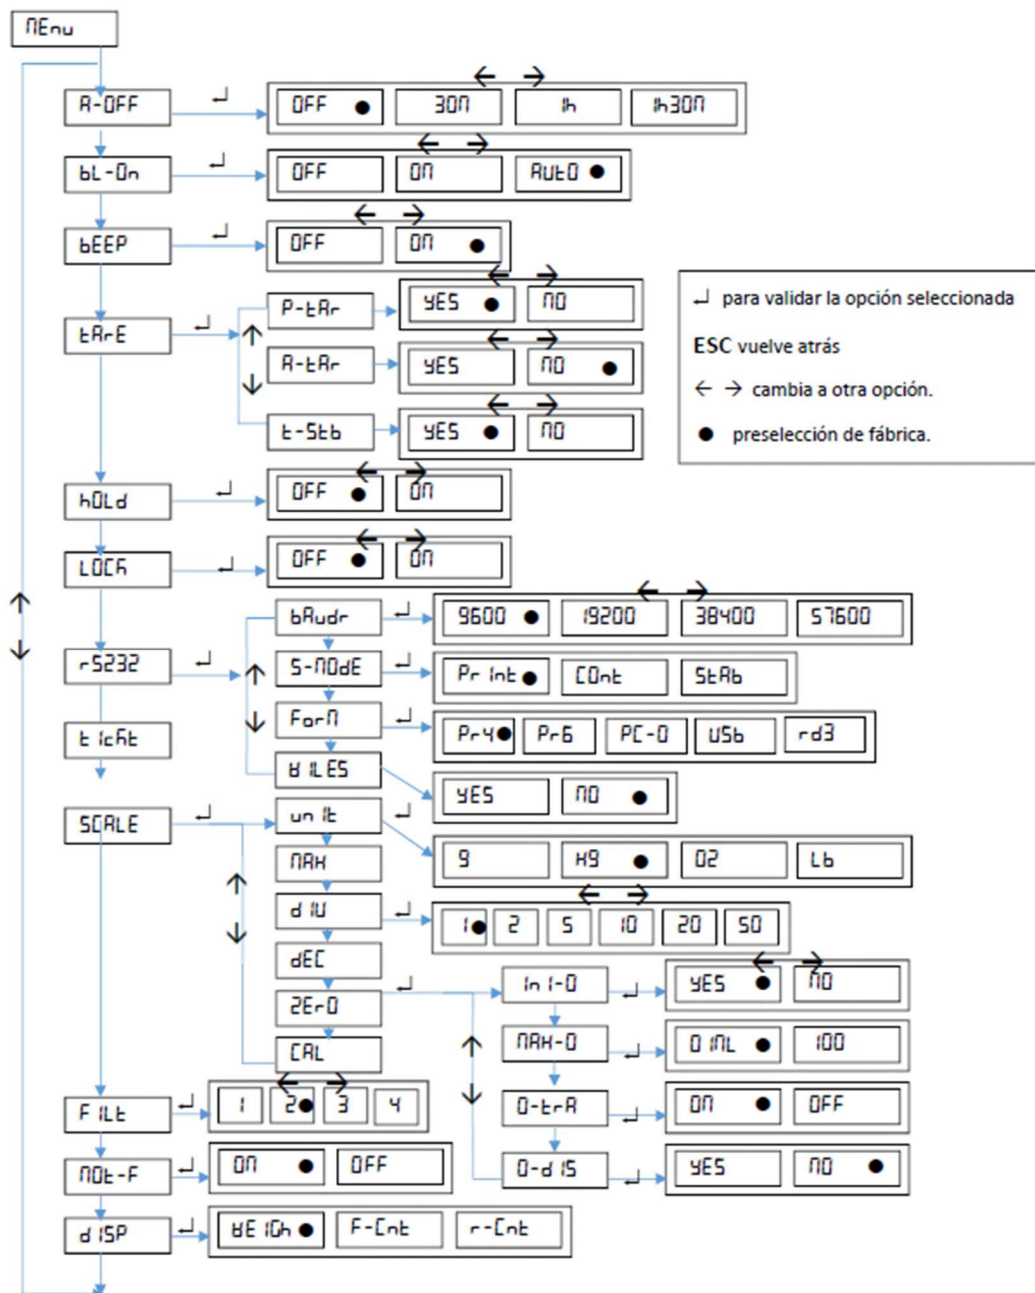 MEnu
A-OFF ↵ OFF ● 30M 1h 1h30M
← →
bL-On ↵ OFF ON AUtO ●
← →
bEEP ↵ OFF ON ●
← →
tArE ↵
P-tAr YES ● NO
← →
A-tAr YES NO ●
← →
t-Stb YES ● NO
← →
↵ para validar la opción seleccionada
ESC vuelve atrás
← → cambia a otra opción.
● preselección de fábrica.
hOLd ↵ OFF ● ON
← →
LOCK ↵ OFF ● ON
← →
rS232 ↵
bAudr ↵ 9600 ● 19200 38400 57600
← →
S-MOdE ↵ Print ● COnt StAb
ForM ↵ Pr4 ● Pr6 PC-0 USb rd3
WILES YES NO ●
tIcKt
SCALE ↵
unIt ↵ g Kg ● OZ Lb
MAX
dIV ↵ 1 ● 2 5 10 20 50
← →
dEC
ZErO ↵
InI-0 ↵ YES ● NO
← →
MAX-0 ↵ 0 IML ● 100
0-trA ↵ ON ● OFF
0-dIS ↵ YES NO ●
CAL
FILt ↵ 1 2 ● 3 4
← →
MOt-F ↵ ON ● OFF
dISP ↵ WEIGh ● F-Cnt r-Cnt